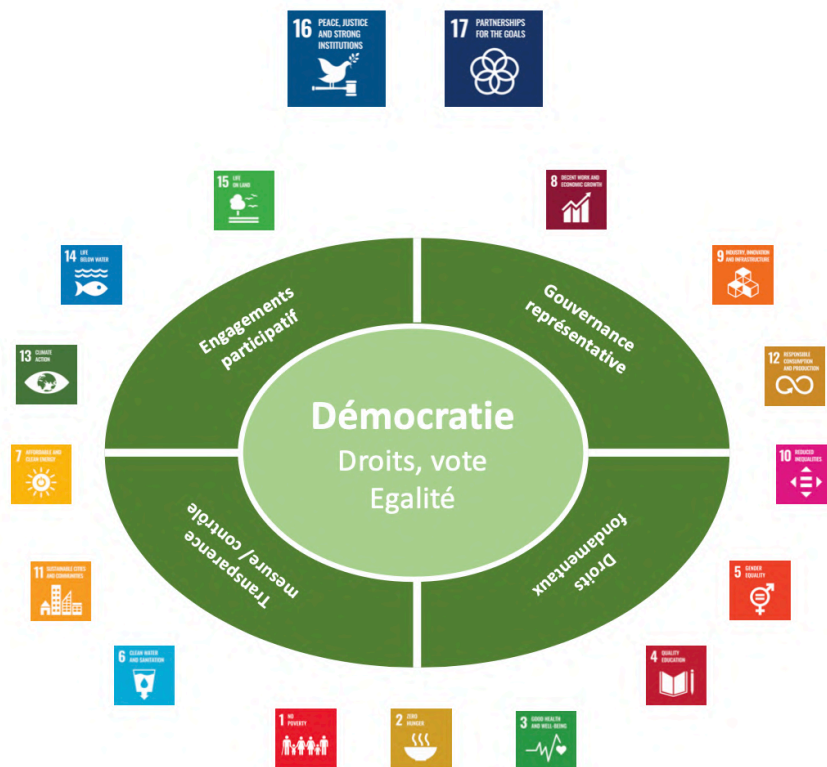 16 PEACE, JUSTICE
AND STRONG
INSTITUTIONS
17 PARTNERSHIPS
FOR THE GOALS
15 LIFE
ON LAND
8 DECENT WORK AND
ECONOMIC GROWTH
14 LIFE
BELOW WATER
9 INDUSTRY, INNOVATION
AND INFRASTRUCTURE
Engagements
participatif
Gouvernance
représentative
13 CLIMATE
ACTION
12 RESPONSIBLE
CONSUMPTION
AND PRODUCTION
Démocratie
Droits, vote
Egalité
7 AFFORDABLE AND
CLEAN ENERGY
10 REDUCED
INEQUALITIES
Transparence
mesure/ contrôle
Droits
fondamentaux
11 SUSTAINABLE CITIES
AND COMMUNITIES
5 GENDER
EQUALITY
6 CLEAN WATER
AND SANITATION
4 QUALITY
EDUCATION
1 NO
POVERTY
2 ZERO
HUNGER
3 GOOD HEALTH
AND WELL-BEING